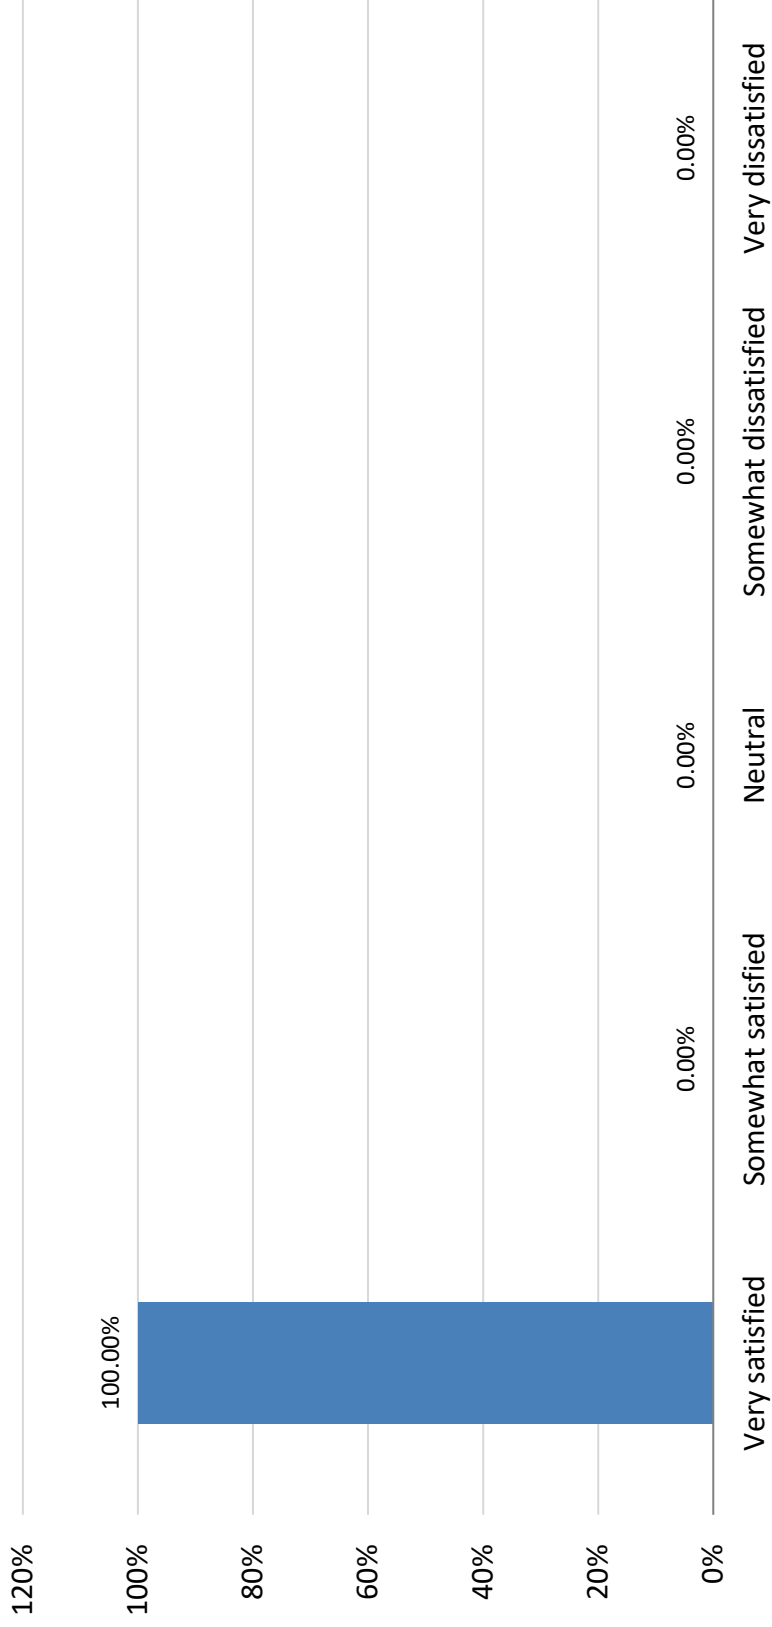 120%
100%
80%
60%
40%
20%
0%
100.00%
0.00%
0.00%
0.00%
0.00%
Very satisfied
Somewhat satisfied
Neutral
Somewhat dissatisfied
Very dissatisfied